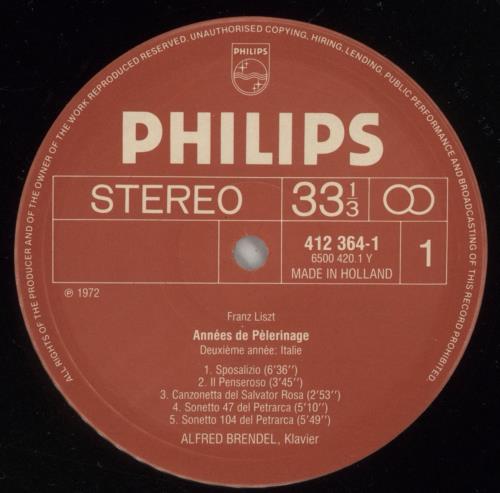 ALL RIGHTS OF THE PRODUCER AND OF THE OWNER OF THE WORK REPRODUCED RESERVED. UNAUTHORISED COPYING, HIRING, LENDING, PUBLIC PERFORMANCE AND BROADCASTING OF THIS RECORD PROHIBITED
PHILIPS
PHILIPS
STEREO
33 1/3
412 364-1
6500 420.1 Y
MADE IN HOLLAND
1
℗ 1972
Franz Liszt
Années de Pèlerinage
Deuxième année: Italie
1. Sposalizio (6'36'')
2. Il Penseroso (3'45'')
3. Canzonetta del Salvator Rosa (2'53'')
4. Sonetto 47 del Petrarca (5'10'')
5. Sonetto 104 del Petrarca (5'49'')
ALFRED BRENDEL, Klavier